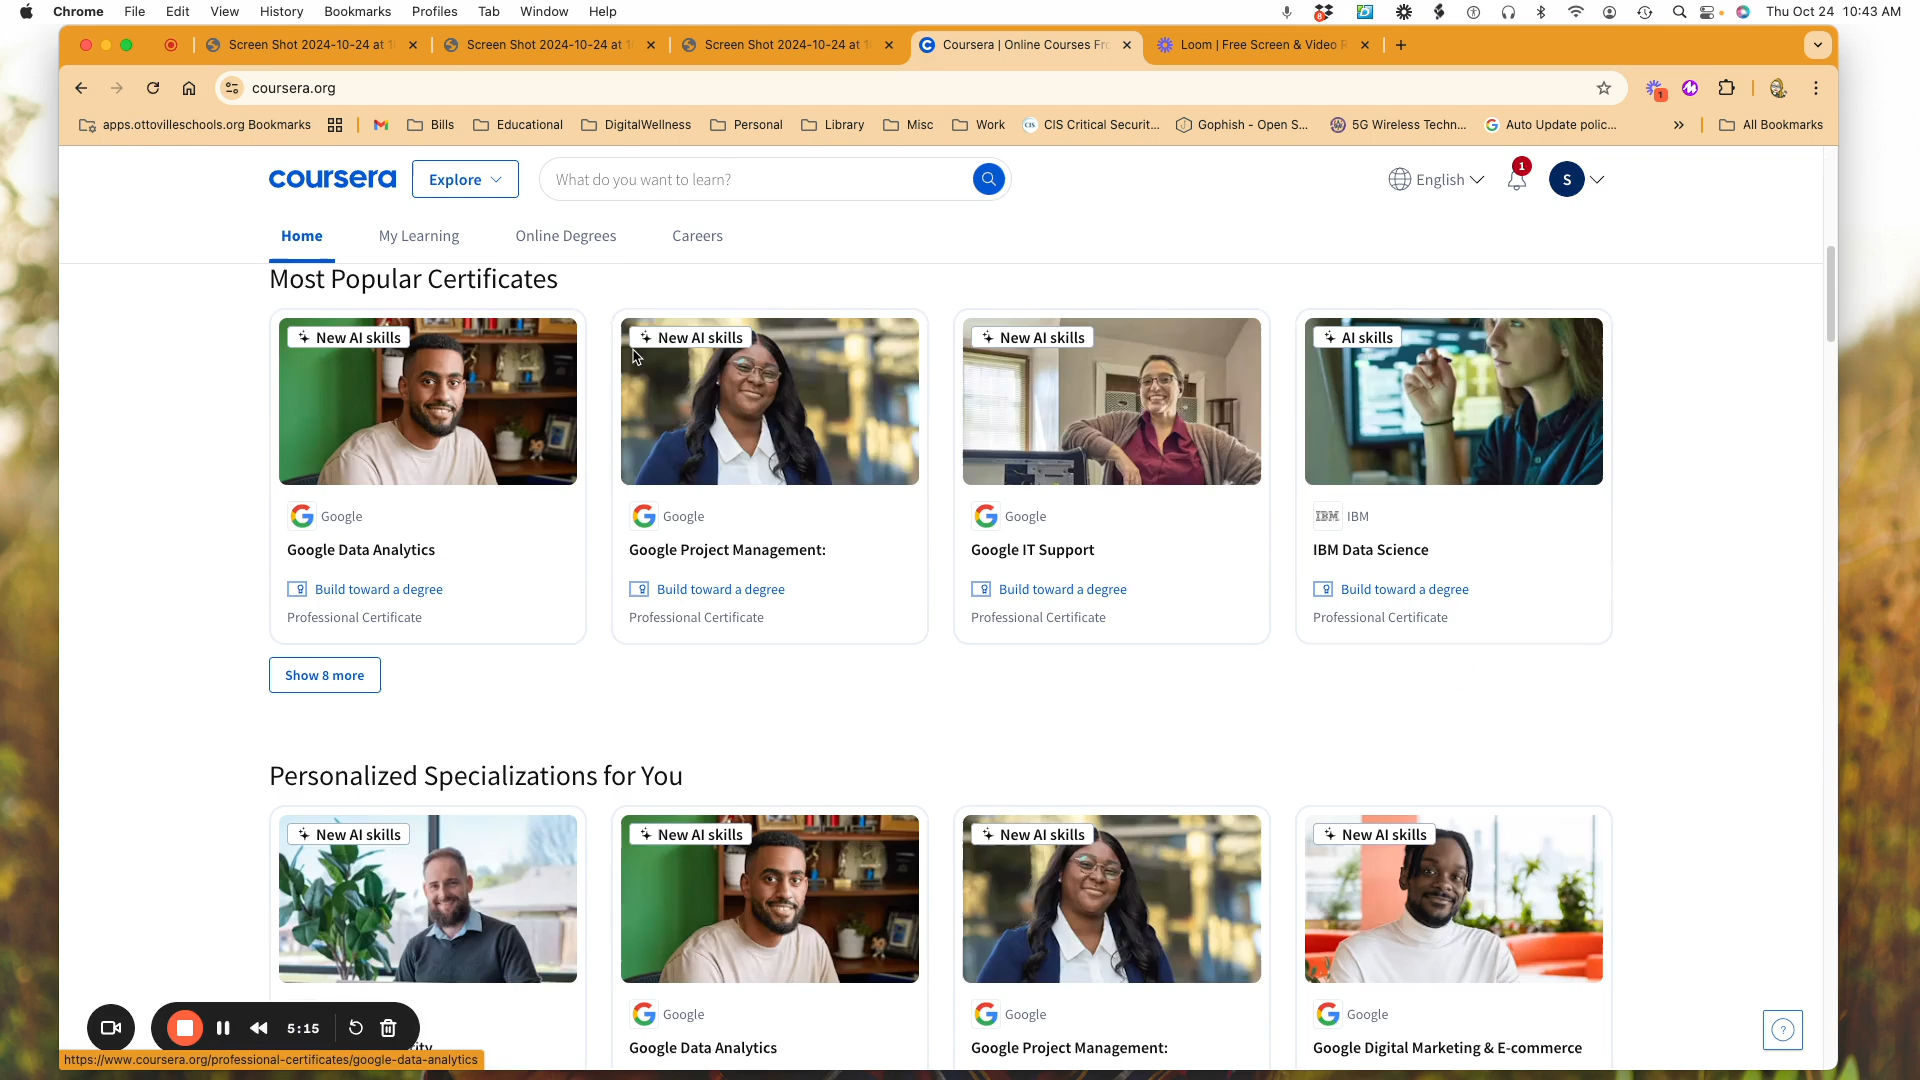 Chrome File Edit View History Bookmarks Profiles Tab Window Help
8
Thu Oct 24 10:43 AM
Screen Shot 2024-10-24 at 1
Screen Shot 2024-10-24 at 1
Screen Shot 2024-10-24 at 1
Coursera | Online Courses Fro
Loom | Free Screen & Video R
coursera.org
1
apps.ottovilleschools.org Bookmarks
Bills
Educational
DigitalWellness
Personal
Library
Misc
Work
CIS Critical Securit...
Gophish - Open S...
5G Wireless Techn...
Auto Update polic...
All Bookmarks
coursera
Explore
What do you want to learn?
English
1
S
Home
My Learning
Online Degrees
Careers
Most Popular Certificates
New AI skills
New AI skills
New AI skills
AI skills
Google
Google
Google
IBM IBM
Google Data Analytics
Google Project Management:
Google IT Support
IBM Data Science
Build toward a degree
Build toward a degree
Build toward a degree
Build toward a degree
Professional Certificate
Professional Certificate
Professional Certificate
Professional Certificate
Show 8 more
Personalized Specializations for You
New AI skills
New AI skills
New AI skills
New AI skills
Google
Google
Google
5:15
Google Data Analytics
Google Project Management:
Google Digital Marketing & E-commerce
https://www.coursera.org/professional-certificates/google-data-analytics
?